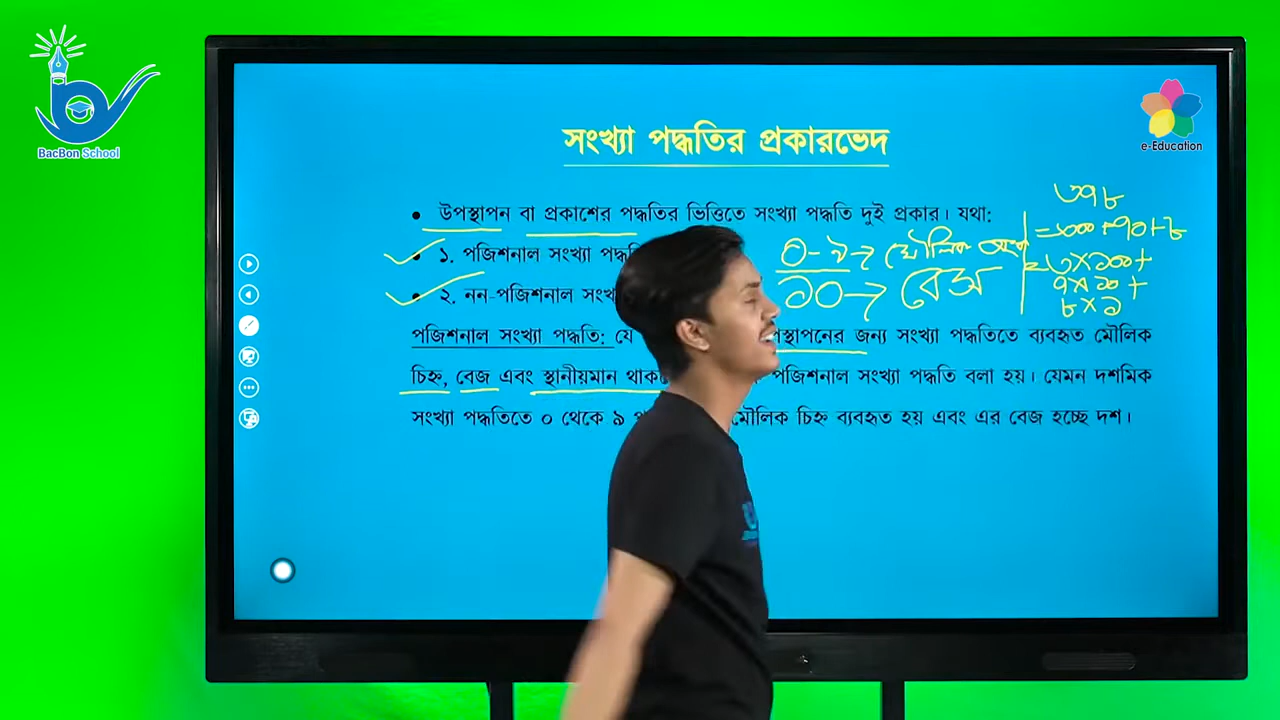 BacBon School
e-Education
সংখ্যা পদ্ধতির প্রকারভেদ
• উপস্থাপন বা প্রকাশের পদ্ধতির ভিত্তিতে সংখ্যা পদ্ধতি দুই প্রকার। যথা:
• ১. পজিশনাল সংখ্যা
• ২. নন-পজিশনাল
পজিশনাল সংখ্যা পদ্ধতি: যে জন্য সংখ্যা পদ্ধতিতে ব্যবহৃত মৌলিক
চিহ্ন, বেজ এবং স্থানীয়মান পজিশনাল সংখ্যা পদ্ধতি বলা হয়। যেমন দশমিক
সংখ্যা পদ্ধতিতে ০ থেকে ৯ মৌলিক চিহ্ন ব্যবহৃত হয় এবং এর বেজ হচ্ছে দশ।
০-৯→ মৌলিক
১০→ বেজ
৩৭৮
+৭০+৮
= ৩×১০০+
৭×১০+
৮×১